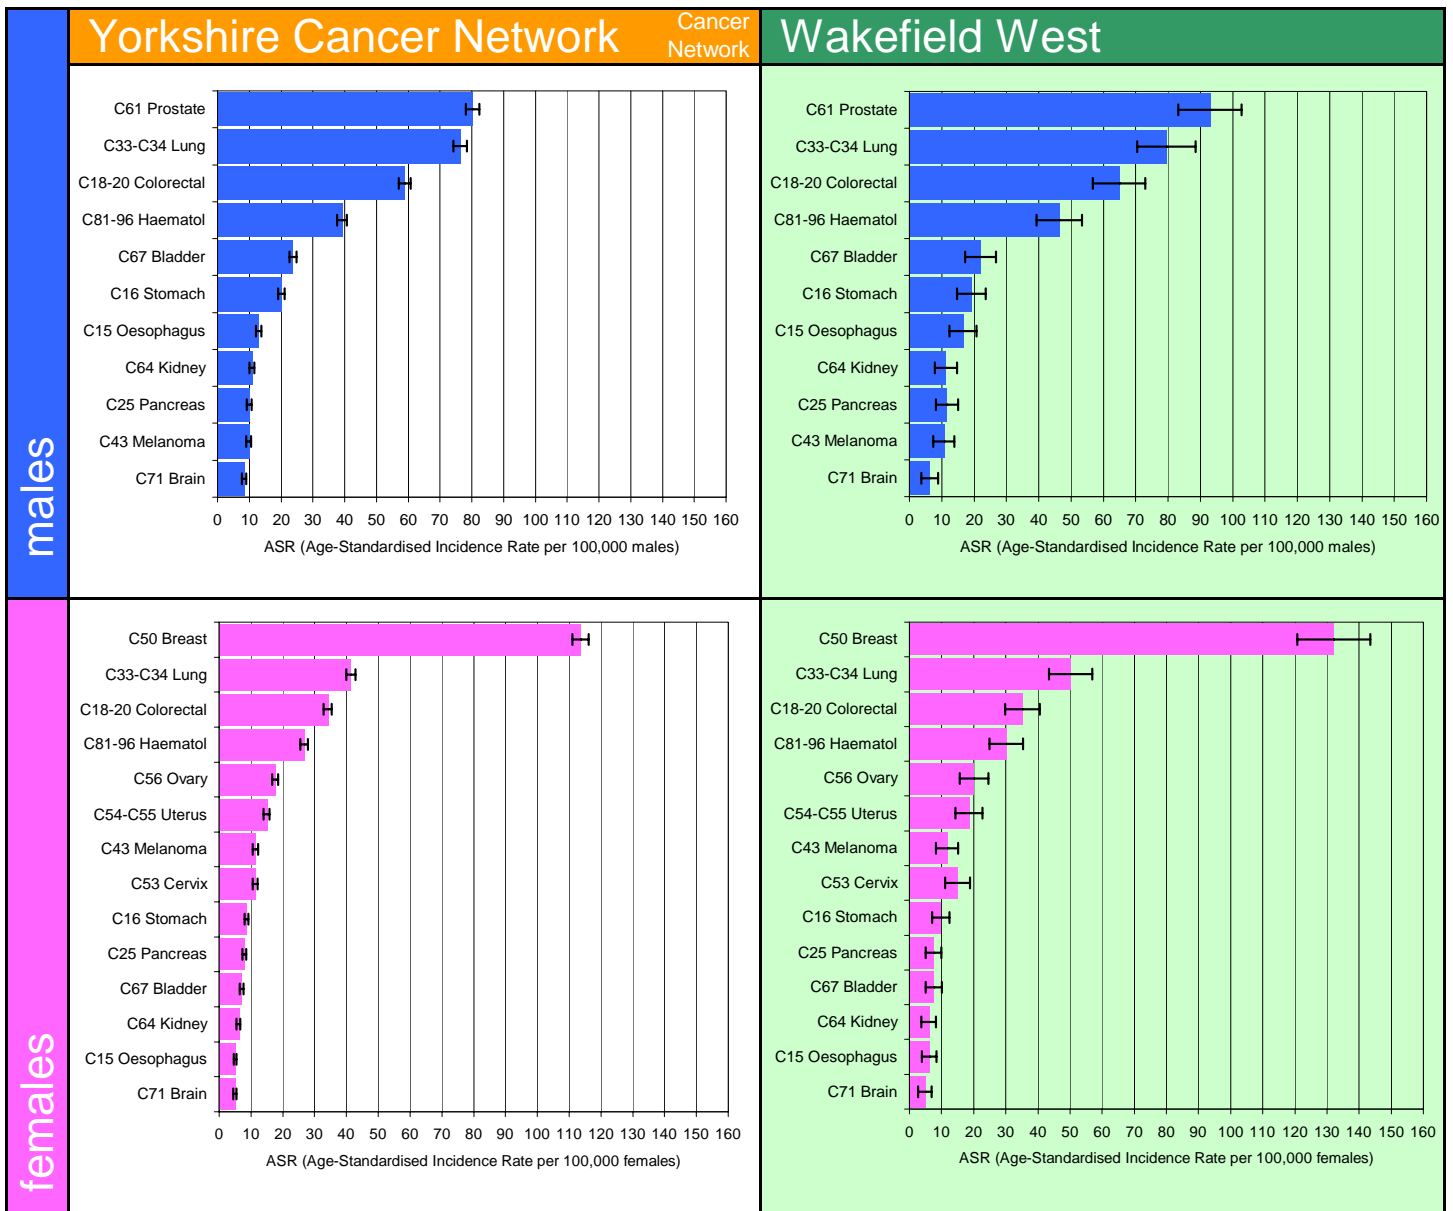 Yorkshire Cancer Network
Cancer
Network
Wakefield West
males
C61 Prostate
C33-C34 Lung
C18-20 Colorectal
C81-96 Haematol
C67 Bladder
C16 Stomach
C15 Oesophagus
C64 Kidney
C25 Pancreas
C43 Melanoma
C71 Brain
0 10 20 30 40 50 60 70 80 90 100 110 120 130 140 150 160
ASR (Age-Standardised Incidence Rate per 100,000 males)
C61 Prostate
C33-C34 Lung
C18-20 Colorectal
C81-96 Haematol
C67 Bladder
C16 Stomach
C15 Oesophagus
C64 Kidney
C25 Pancreas
C43 Melanoma
C71 Brain
0 10 20 30 40 50 60 70 80 90 100 110 120 130 140 150 160
ASR (Age-Standardised Incidence Rate per 100,000 males)
females
C50 Breast
C33-C34 Lung
C18-20 Colorectal
C81-96 Haematol
C56 Ovary
C54-C55 Uterus
C43 Melanoma
C53 Cervix
C16 Stomach
C25 Pancreas
C67 Bladder
C64 Kidney
C15 Oesophagus
C71 Brain
0 10 20 30 40 50 60 70 80 90 100 110 120 130 140 150 160
ASR (Age-Standardised Incidence Rate per 100,000 females)
C50 Breast
C33-C34 Lung
C18-20 Colorectal
C81-96 Haematol
C56 Ovary
C54-C55 Uterus
C43 Melanoma
C53 Cervix
C16 Stomach
C25 Pancreas
C67 Bladder
C64 Kidney
C15 Oesophagus
C71 Brain
0 10 20 30 40 50 60 70 80 90 100 110 120 130 140 150 160
ASR (Age-Standardised Incidence Rate per 100,000 females)